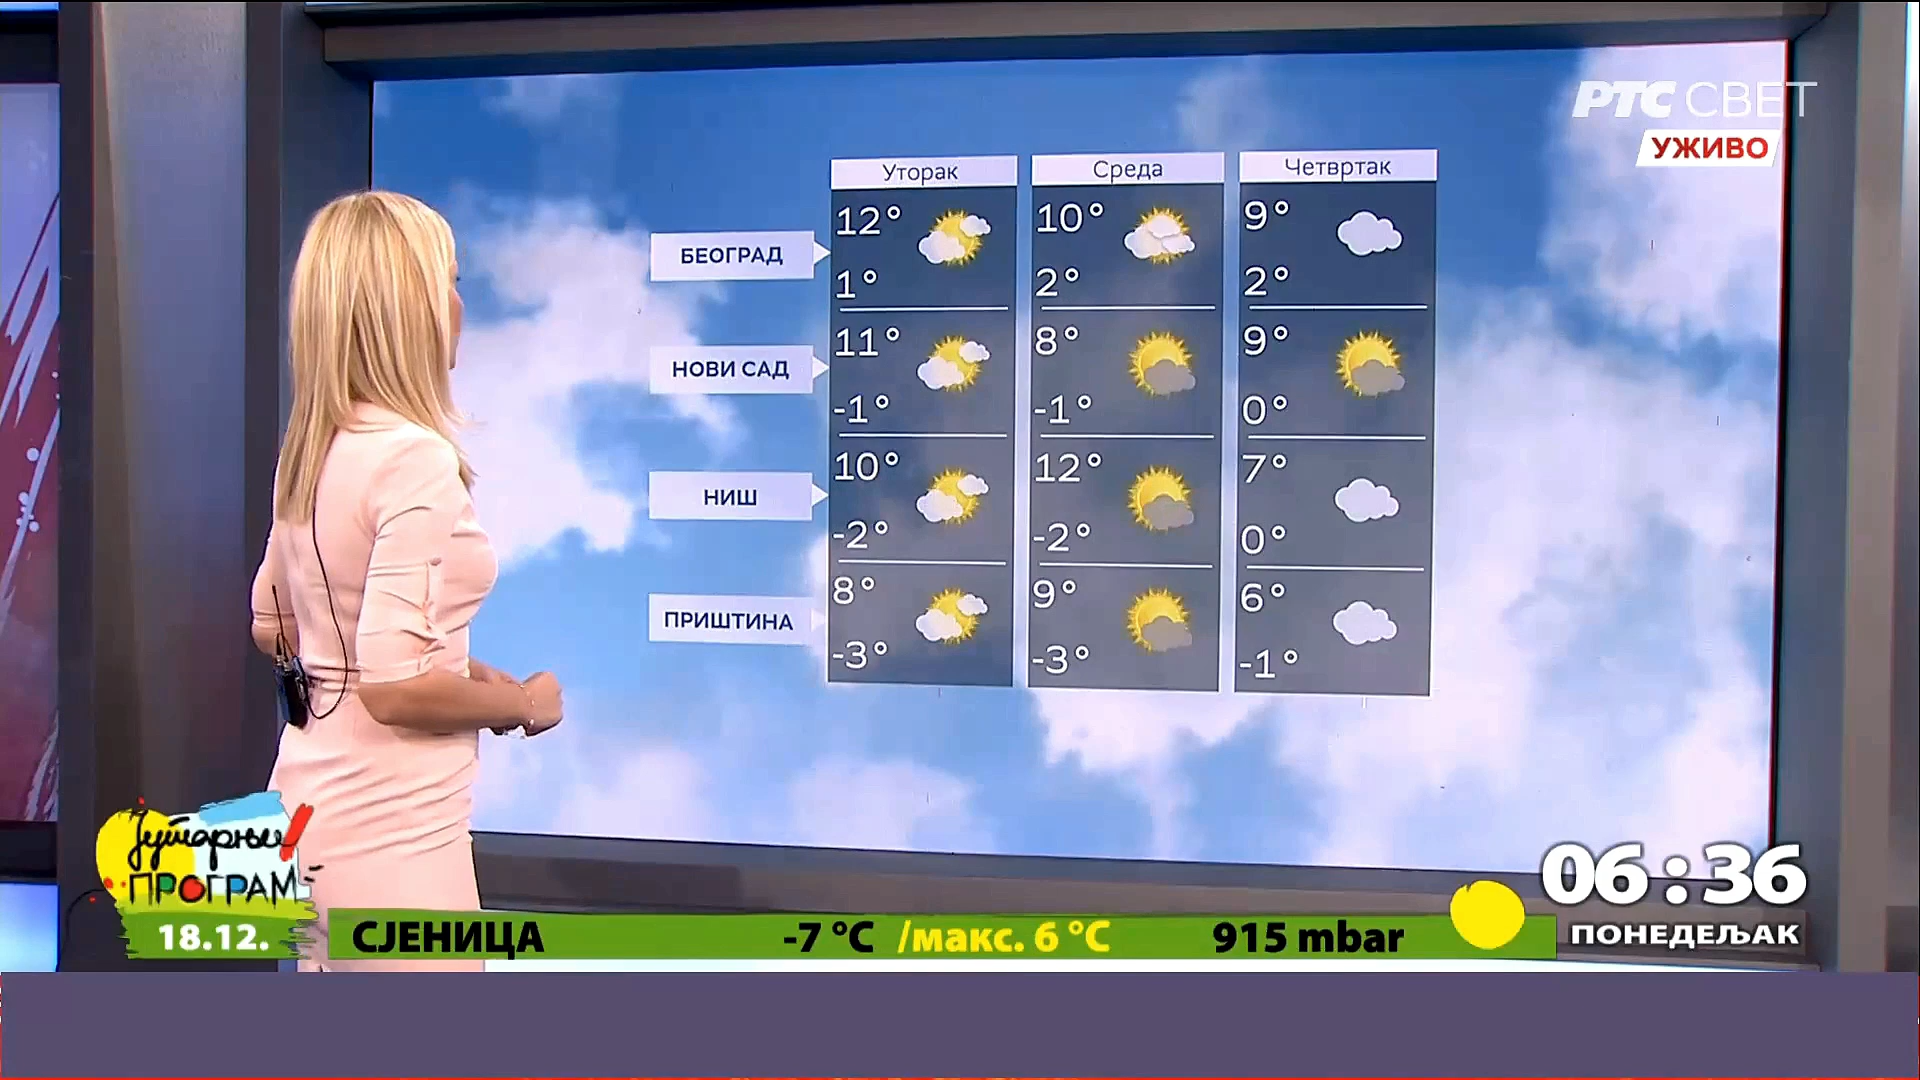 РТС СВЕТ
УЖИВО
Уторак Среда Четвртак
БЕОГРАД 12° 10° 9°
1° 2° 2°
НОВИ САД 11° 8° 9°
-1° -1° 0°
НИШ 10° 12° 7°
-2° -2° 0°
ПРИШТИНА 8° 9° 6°
-3° -3° -1°
Јутарњи
ПРОГРАМ
18.12.
СЈЕНИЦА -7 °C /макс. 6 °C 915 mbar
06:36
ПОНЕДЕЉАК